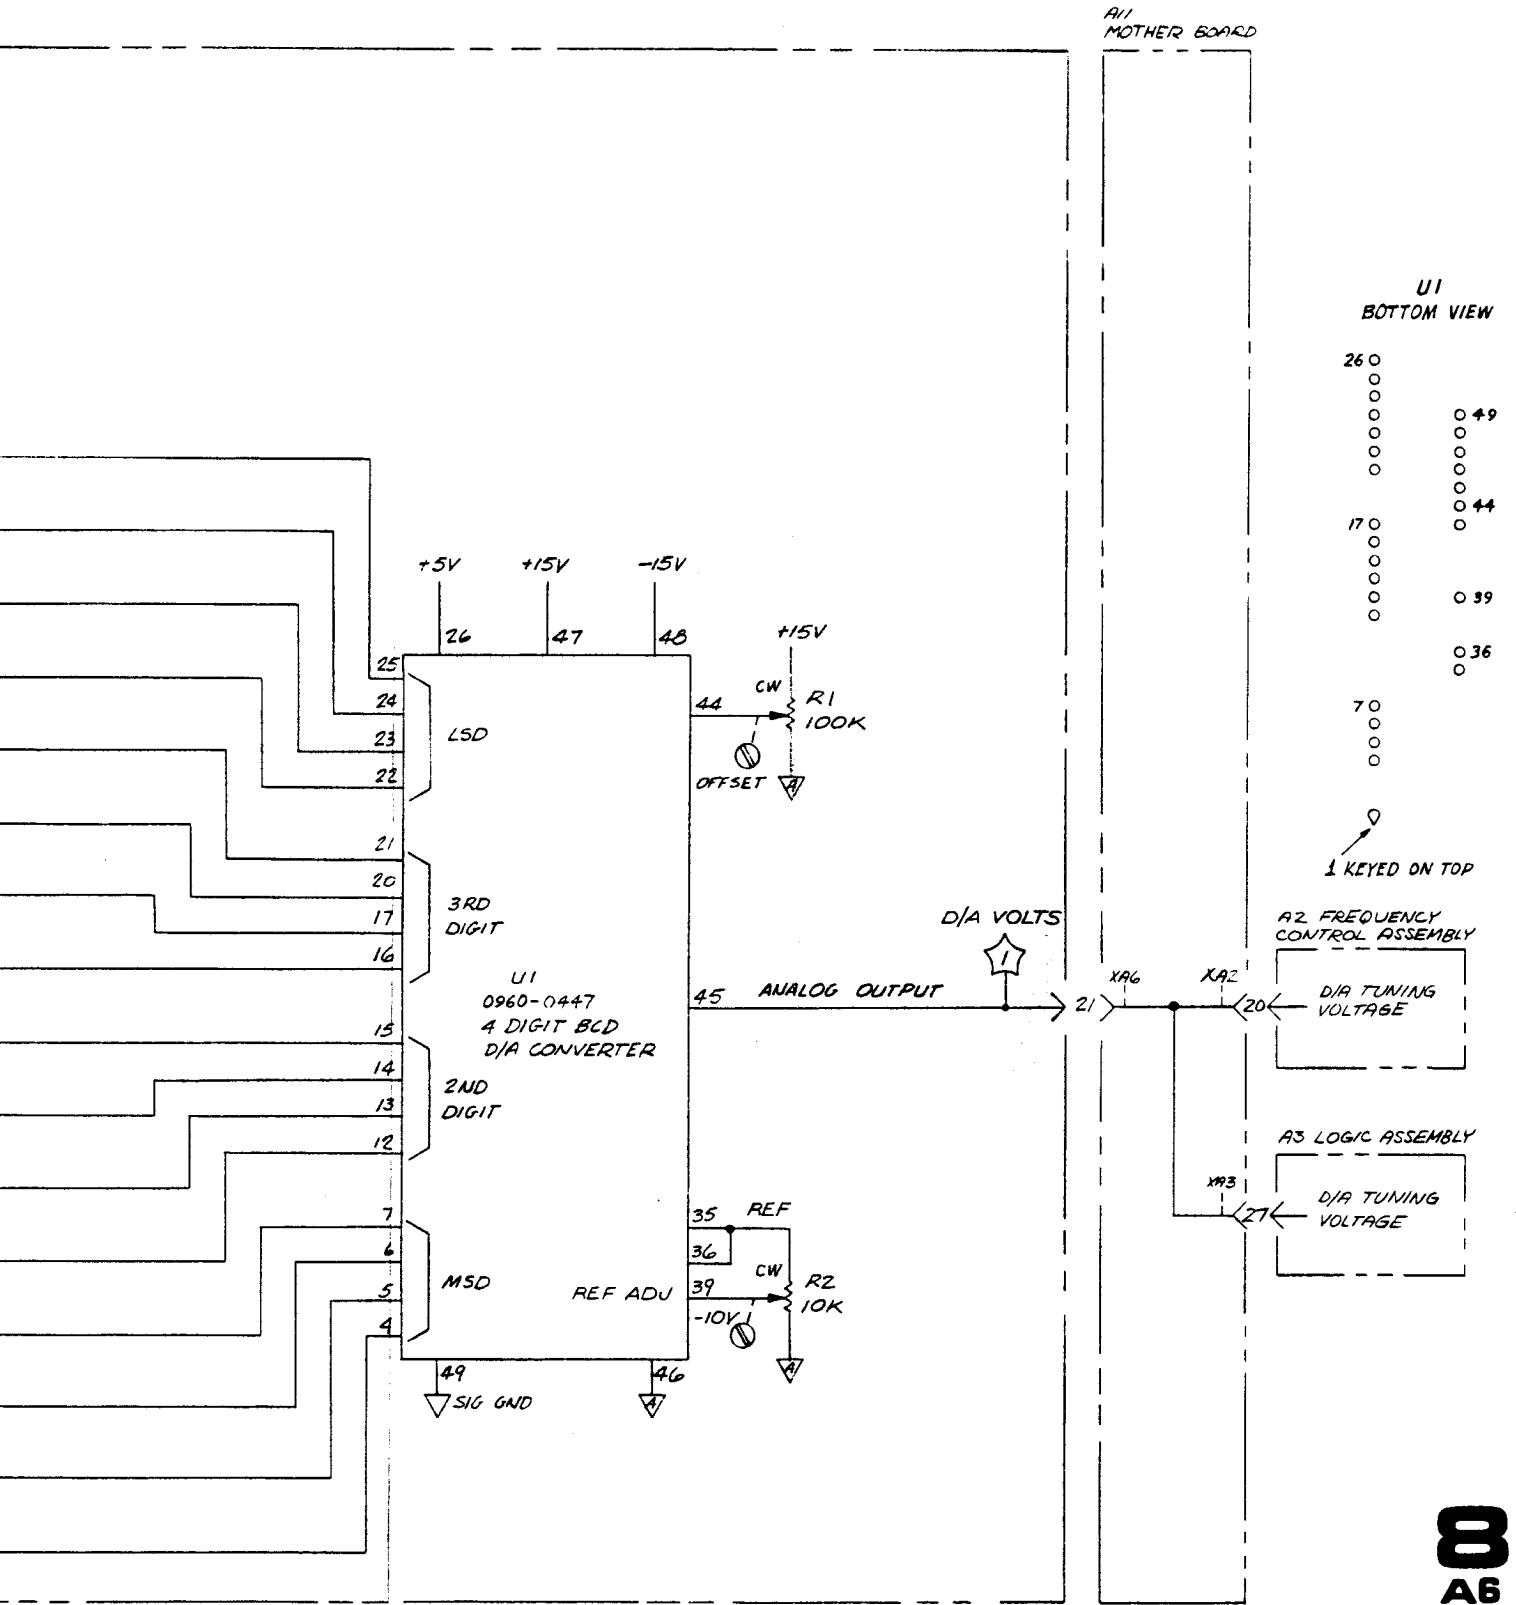 A11
MOTHER BOARD
U1
BOTTOM VIEW
26
49
44
17
39
36
7
1 KEYED ON TOP
+5V
+15V
-15V
26
47
48
+15V
25
24
23
22
LSD
44
CW
R1
100K
OFFSET
A
21
20
17
16
3RD
DIGIT
U1
0960-0447
4 DIGIT BCD
D/A CONVERTER
D/A VOLTS
1
45
ANALOG OUTPUT
21
XA6
XA2
20
A2 FREQUENCY
CONTROL ASSEMBLY
D/A TUNING
VOLTAGE
15
14
13
12
2ND
DIGIT
A3 LOGIC ASSEMBLY
XA3
27
D/A TUNING
VOLTAGE
7
6
5
4
MSD
35
REF
36
REF ADJ
39
CW
R2
10K
-10V
A
49
SIG GND
46
A
8
A6